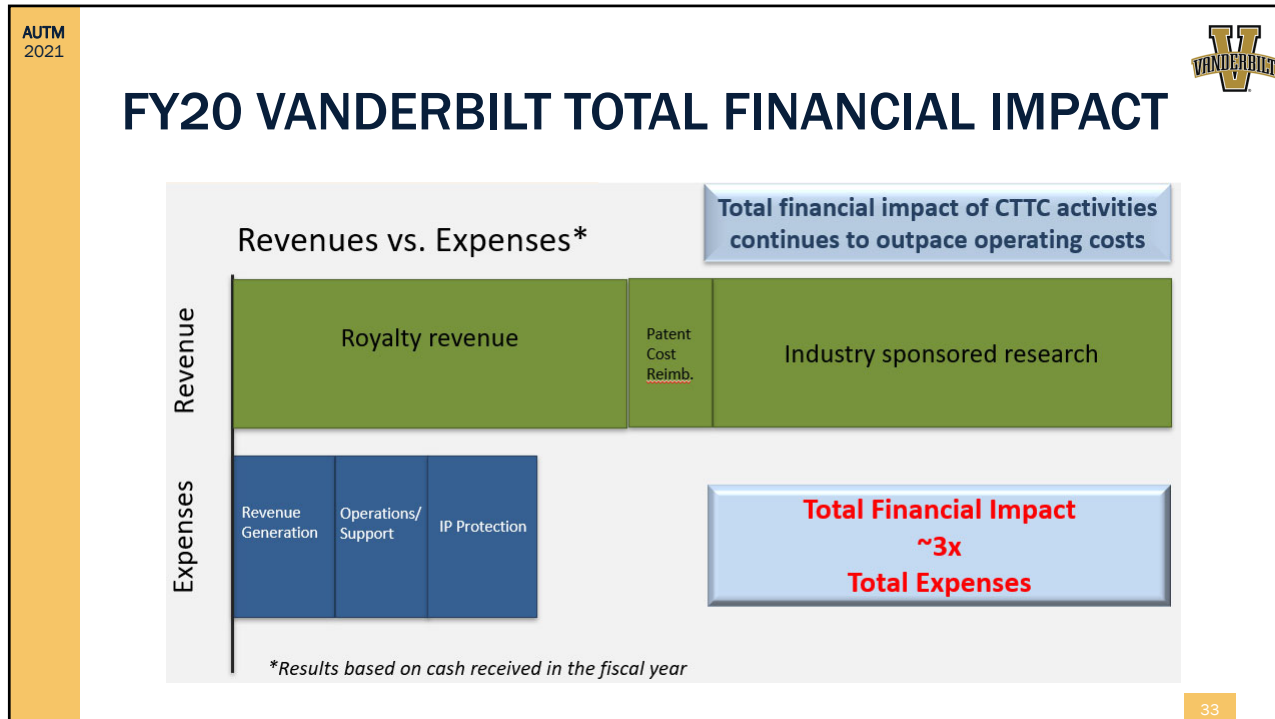 AUTM
2021
VANDERBILT
FY20 VANDERBILT TOTAL FINANCIAL IMPACT
Total financial impact of CTTC activities
continues to outpace operating costs
Revenues vs. Expenses*
Revenue
Royalty revenue
Patent
Cost
Reimb.
Industry sponsored research
Expenses
Revenue
Generation
Operations/
Support
IP Protection
Total Financial Impact
~3x
Total Expenses
*Results based on cash received in the fiscal year
33